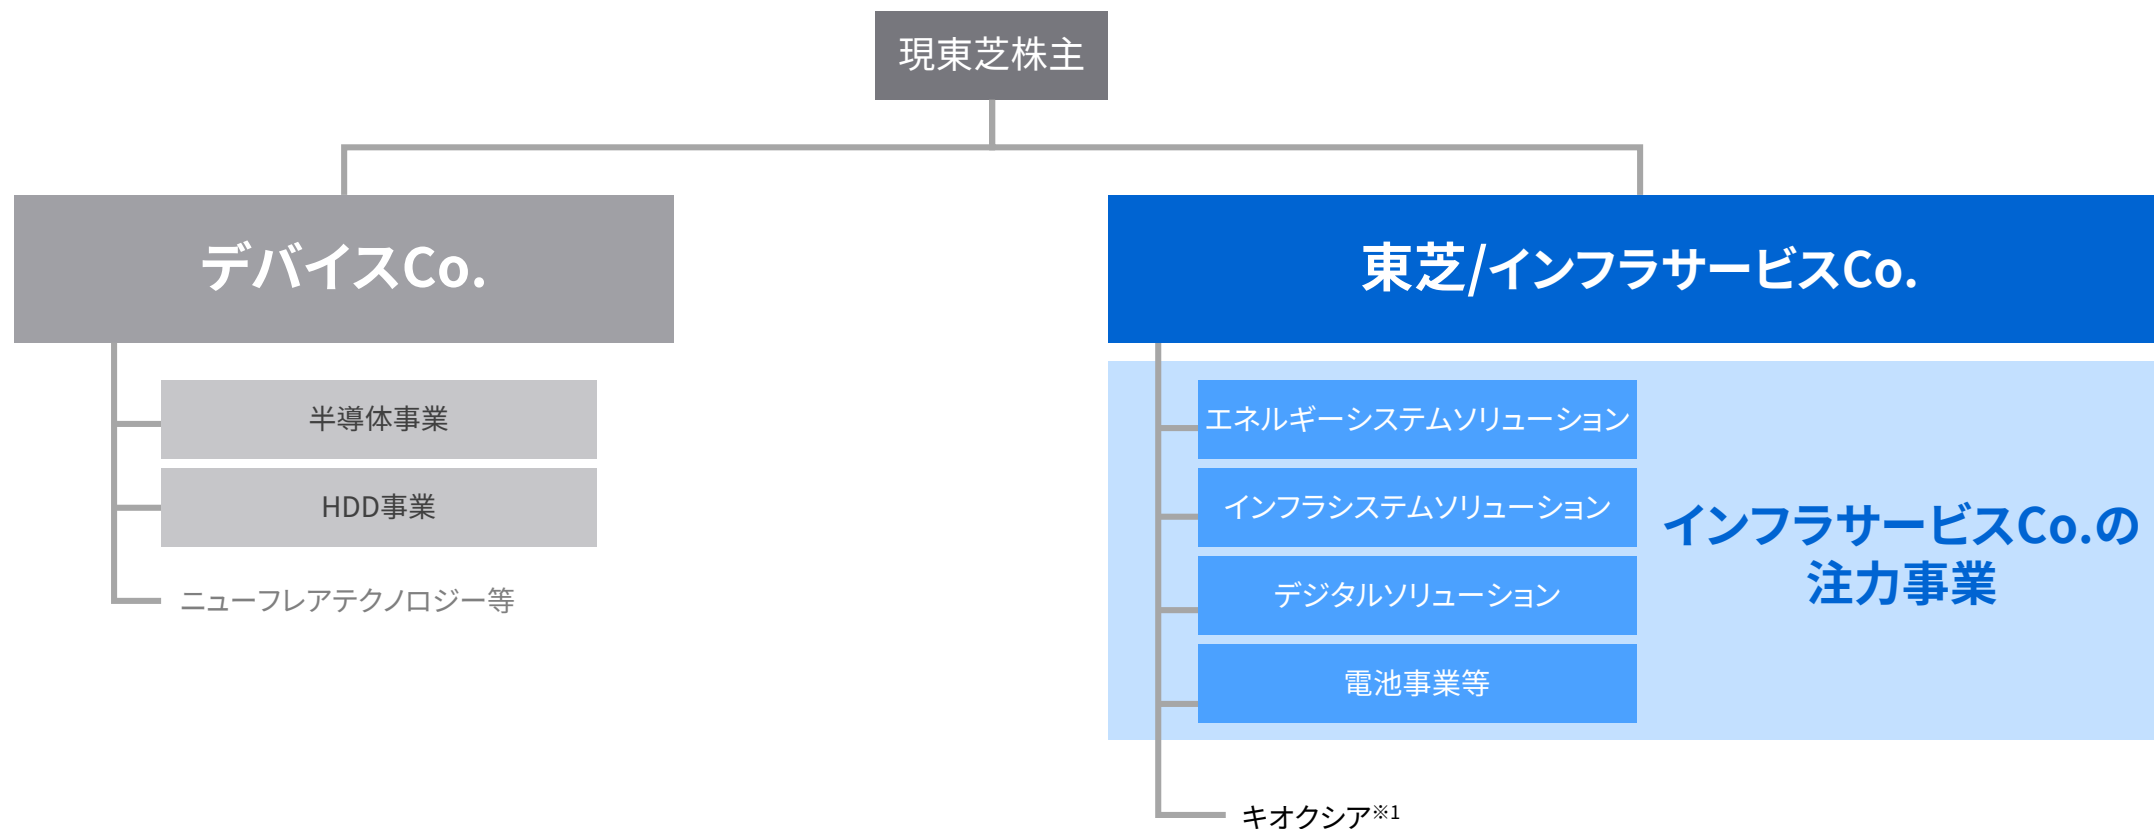 現東芝株主
デバイスCo.
半導体事業
HDD事業
ニューフレアテクノロジー等
東芝/インフラサービスCo.
エネルギーシステムソリューション
インフラシステムソリューション
デジタルソリューション
電池事業等
インフラサービスCo.の
注力事業
キオクシア※1